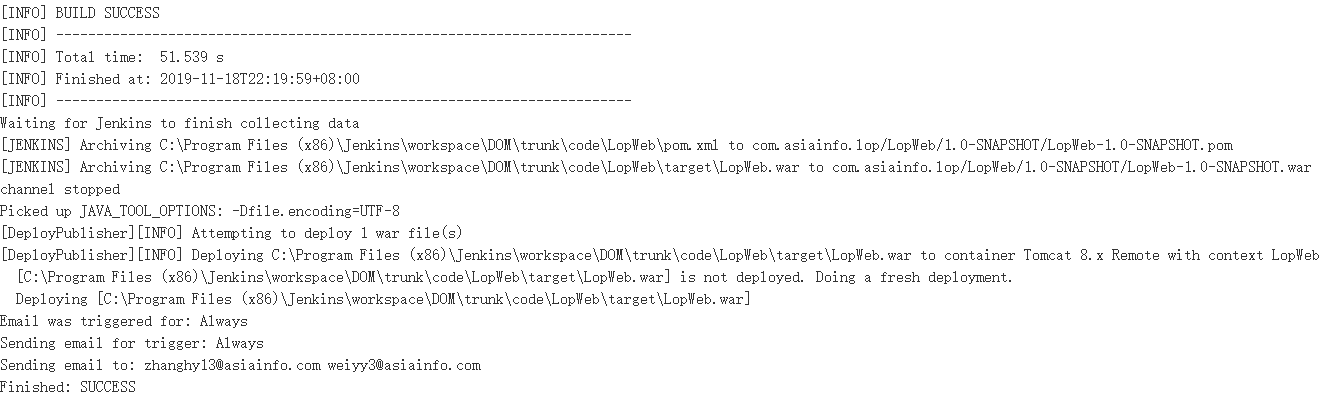 [INFO] BUILD SUCCESS
[INFO] ------------------------------------------------------------------------
[INFO] Total time:  51.539 s
[INFO] Finished at: 2019-11-18T22:19:59+08:00
[INFO] ------------------------------------------------------------------------
Waiting for Jenkins to finish collecting data
[JENKINS] Archiving C:\Program Files (x86)\Jenkins\workspace\DOM\trunk\code\LopWeb\pom.xml to com.asiainfo.lop/LopWeb/1.0-SNAPSHOT/LopWeb-1.0-SNAPSHOT.pom
[JENKINS] Archiving C:\Program Files (x86)\Jenkins\workspace\DOM\trunk\code\LopWeb\target\LopWeb.war to com.asiainfo.lop/LopWeb/1.0-SNAPSHOT/LopWeb-1.0-SNAPSHOT.war
channel stopped
Picked up JAVA_TOOL_OPTIONS: -Dfile.encoding=UTF-8
[DeployPublisher][INFO] Attempting to deploy 1 war file(s)
[DeployPublisher][INFO] Deploying C:\Program Files (x86)\Jenkins\workspace\DOM\trunk\code\LopWeb\target\LopWeb.war to container Tomcat 8.x Remote with context LopWeb
  [C:\Program Files (x86)\Jenkins\workspace\DOM\trunk\code\LopWeb\target\LopWeb.war] is not deployed. Doing a fresh deployment.
  Deploying [C:\Program Files (x86)\Jenkins\workspace\DOM\trunk\code\LopWeb\target\LopWeb.war]
Email was triggered for: Always
Sending email for trigger: Always
Sending email to: zhanghy13@asiainfo.com weiyy3@asiainfo.com
Finished: SUCCESS